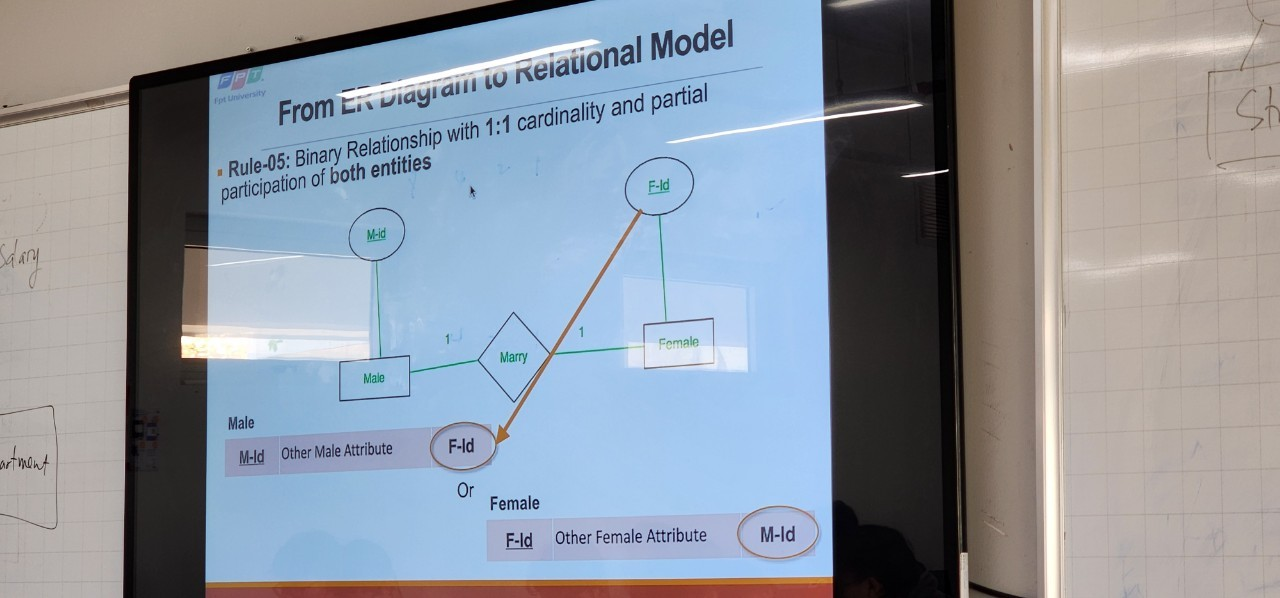 FPT
Fpt University
From ER Diagram to Relational Model
▪ Rule-05: Binary Relationship with 1:1 cardinality and partial
participation of both entities
F-Id
M-id
1
1
Marry
Female
Male
Male
M-Id Other Male Attribute F-Id
Or
Female
F-Id Other Female Attribute M-Id
Salary